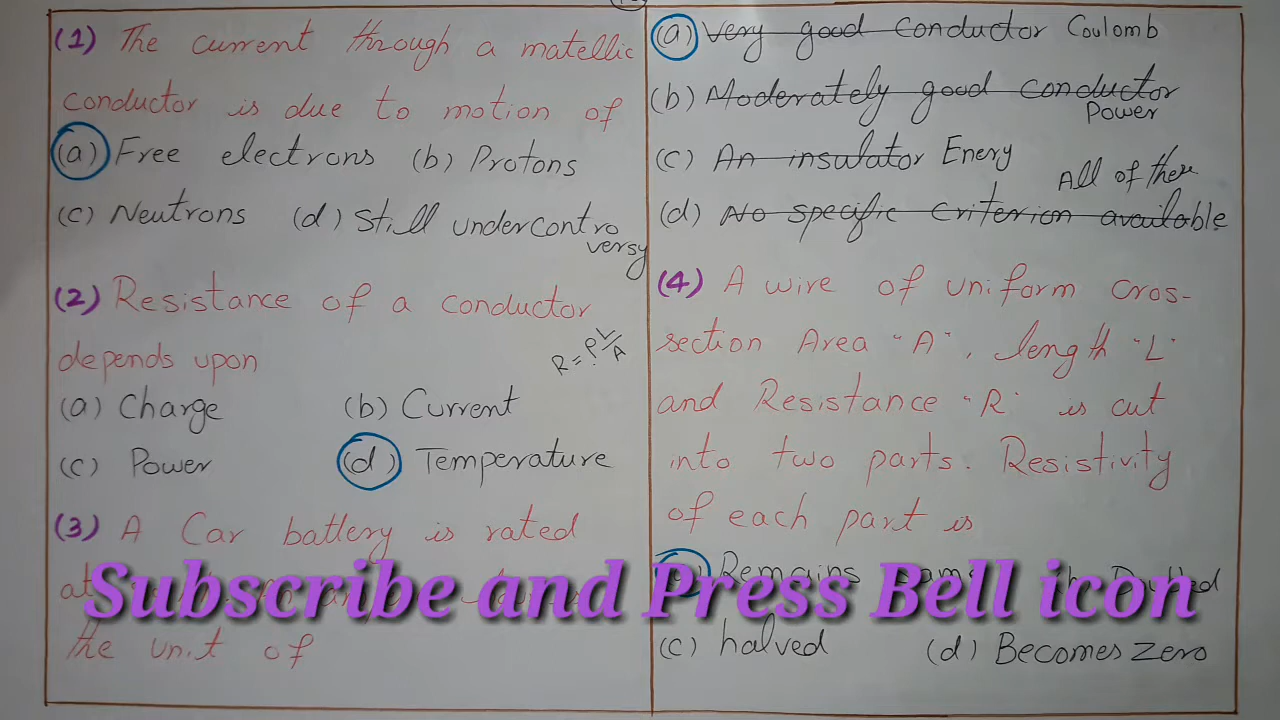 (1) The current through a matellic
conductor is due to motion of
(a) Free electrons (b) Protons
(c) Neutrons (d) Still undercontro
versy
(2) Resistance of a conductor
depends upon
R = ρL/A
(a) Charge (b) Current
(c) Power (d) Temperature
(3) A Car battery is rated
at
the unit of
(a) Very good conductor Coulomb
(b) Moderately good conductor
Power
(c) An insulator Enery
All of these
(d) No specific criterion available
(4) A wire of uniform cros-
section Area "A", length "L"
and Resistance "R" is cut
into two parts. Resistivity
of each part is
(a) Remains same (b) Doubled
Subscribe and Press Bell icon
(c) halved (d) Becomes zero